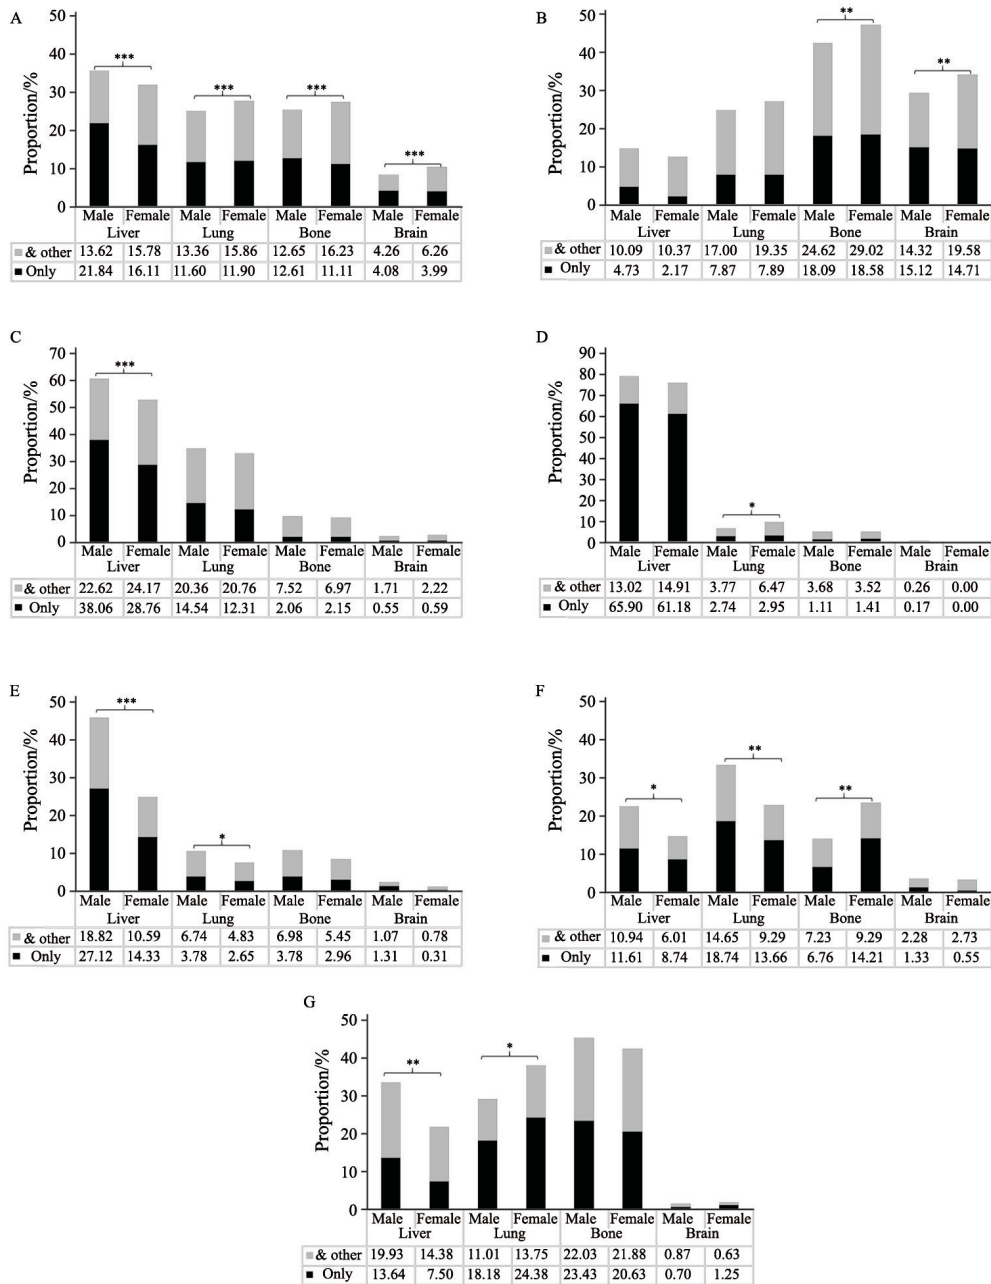 A
Proportion/%
50
40
30
20
10
0
*** *** *** ***
Male Female Male Female Male Female Male Female
Liver Lung Bone Brain
& other 13.62 15.78 13.36 15.86 12.65 16.23 4.26 6.26
Only 21.84 16.11 11.60 11.90 12.61 11.11 4.08 3.99
B
Proportion/%
50
40
30
20
10
0
** **
Male Female Male Female Male Female Male Female
Liver Lung Bone Brain
& other 10.09 10.37 17.00 19.35 24.62 29.02 14.32 19.58
Only 4.73 2.17 7.87 7.89 18.09 18.58 15.12 14.71
C
Proportion/%
70
60
50
40
30
20
10
0
***
Male Female Male Female Male Female Male Female
Liver Lung Bone Brain
& other 22.62 24.17 20.36 20.76 7.52 6.97 1.71 2.22
Only 38.06 28.76 14.54 12.31 2.06 2.15 0.55 0.59
D
Proportion/%
90
80
70
60
50
40
30
20
10
0
*
Male Female Male Female Male Female Male Female
Liver Lung Bone Brain
& other 13.02 14.91 3.77 6.47 3.68 3.52 0.26 0.00
Only 65.90 61.18 2.74 2.95 1.11 1.41 0.17 0.00
E
Proportion/%
50
40
30
20
10
0
*** *
Male Female Male Female Male Female Male Female
Liver Lung Bone Brain
& other 18.82 10.59 6.74 4.83 6.98 5.45 1.07 0.78
Only 27.12 14.33 3.78 2.65 3.78 2.96 1.31 0.31
F
Proportion/%
50
40
30
20
10
0
* ** **
Male Female Male Female Male Female Male Female
Liver Lung Bone Brain
& other 10.94 6.01 14.65 9.29 7.23 9.29 2.28 2.73
Only 11.61 8.74 18.74 13.66 6.76 14.21 1.33 0.55
G
Proportion/%
50
40
30
20
10
0
** *
Male Female Male Female Male Female Male Female
Liver Lung Bone Brain
& other 19.93 14.38 11.01 13.75 22.03 21.88 0.87 0.63
Only 13.64 7.50 18.18 24.38 23.43 20.63 0.70 1.25